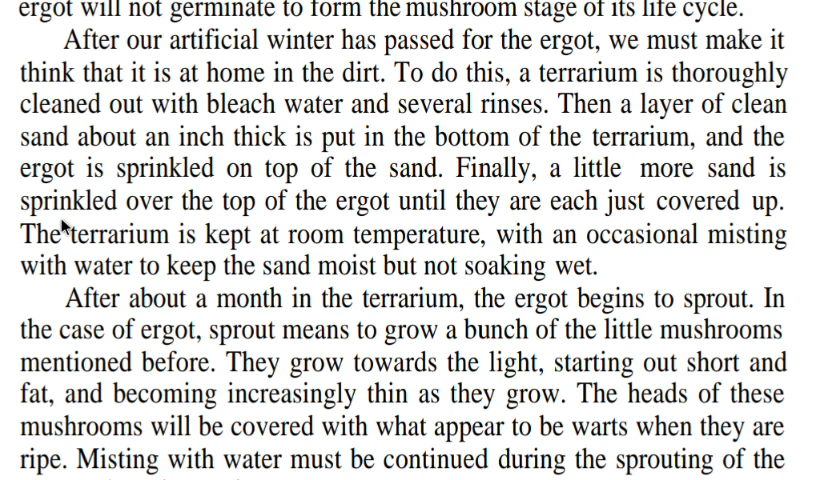 ergot will not germinate to form the mushroom stage of its life cycle.
After our artificial winter has passed for the ergot, we must make it
think that it is at home in the dirt. To do this, a terrarium is thoroughly
cleaned out with bleach water and several rinses. Then a layer of clean
sand about an inch thick is put in the bottom of the terrarium, and the
ergot is sprinkled on top of the sand. Finally, a little more sand is
sprinkled over the top of the ergot until they are each just covered up.
The terrarium is kept at room temperature, with an occasional misting
with water to keep the sand moist but not soaking wet.
After about a month in the terrarium, the ergot begins to sprout. In
the case of ergot, sprout means to grow a bunch of the little mushrooms
mentioned before. They grow towards the light, starting out short and
fat, and becoming increasingly thin as they grow. The heads of these
mushrooms will be covered with what appear to be warts when they are
ripe. Misting with water must be continued during the sprouting of the